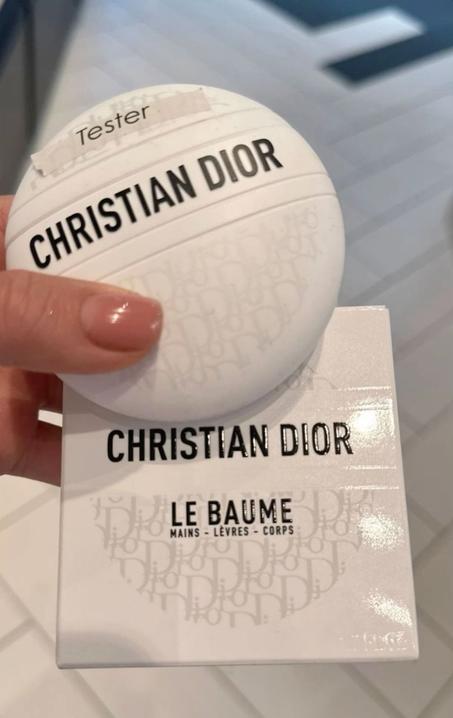 Tester
CHRISTIAN DIOR
CHRISTIAN DIOR
LE BAUME
MAINS - LÈVRES - CORPS